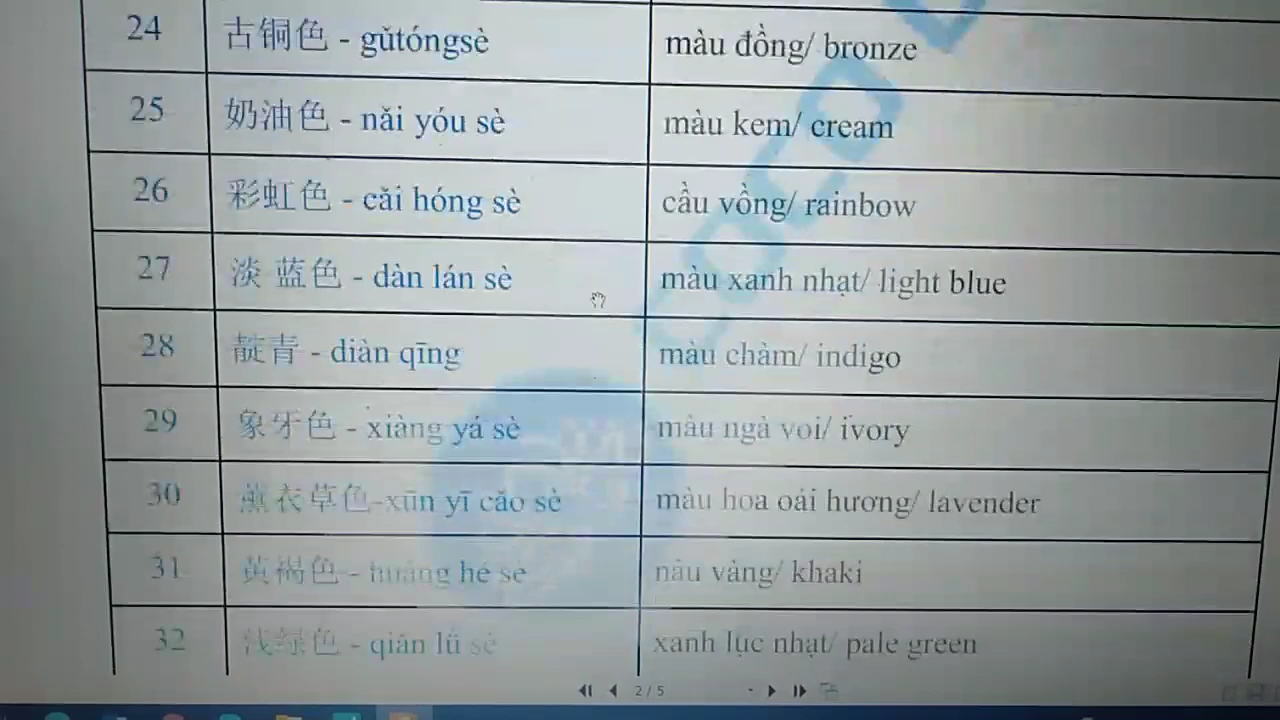 24 古铜色 - gǔtóngsè màu đồng/ bronze
25 奶油色 - nǎi yóu sè màu kem/ cream
26 彩虹色 - cǎi hóng sè cầu vồng/ rainbow
27 淡 蓝色 - dàn lán sè màu xanh nhạt/ light blue
28 靛青 - diàn qīng màu chàm/ indigo
29 象牙色 - xiàng yá sè màu ngà voi/ ivory
30 薰衣草色-xūn yī cǎo sè màu hoa oải hương/ lavender
31 黄褐色 - huáng hé sè nâu vàng/ khaki
32 浅绿色 - qiǎn lǜ sè xanh lục nhạt/ pale green
2 / 5